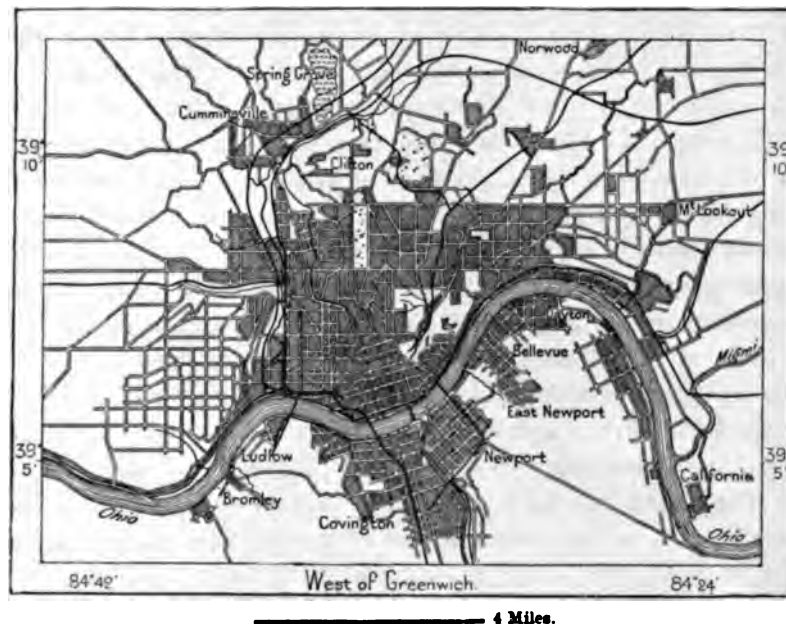 Norwood
Spring Grove
Cumminsville
39° 10'
39° 10'
Clifton
Mt Lookout
Dayton
Bellevue
Miami
East Newport
39° 5'
39° 5'
Ludlow
Newport
California
Bromley
Ohio
Covington
Ohio
84°42' West of Greenwich. 84°24'
4 Miles.